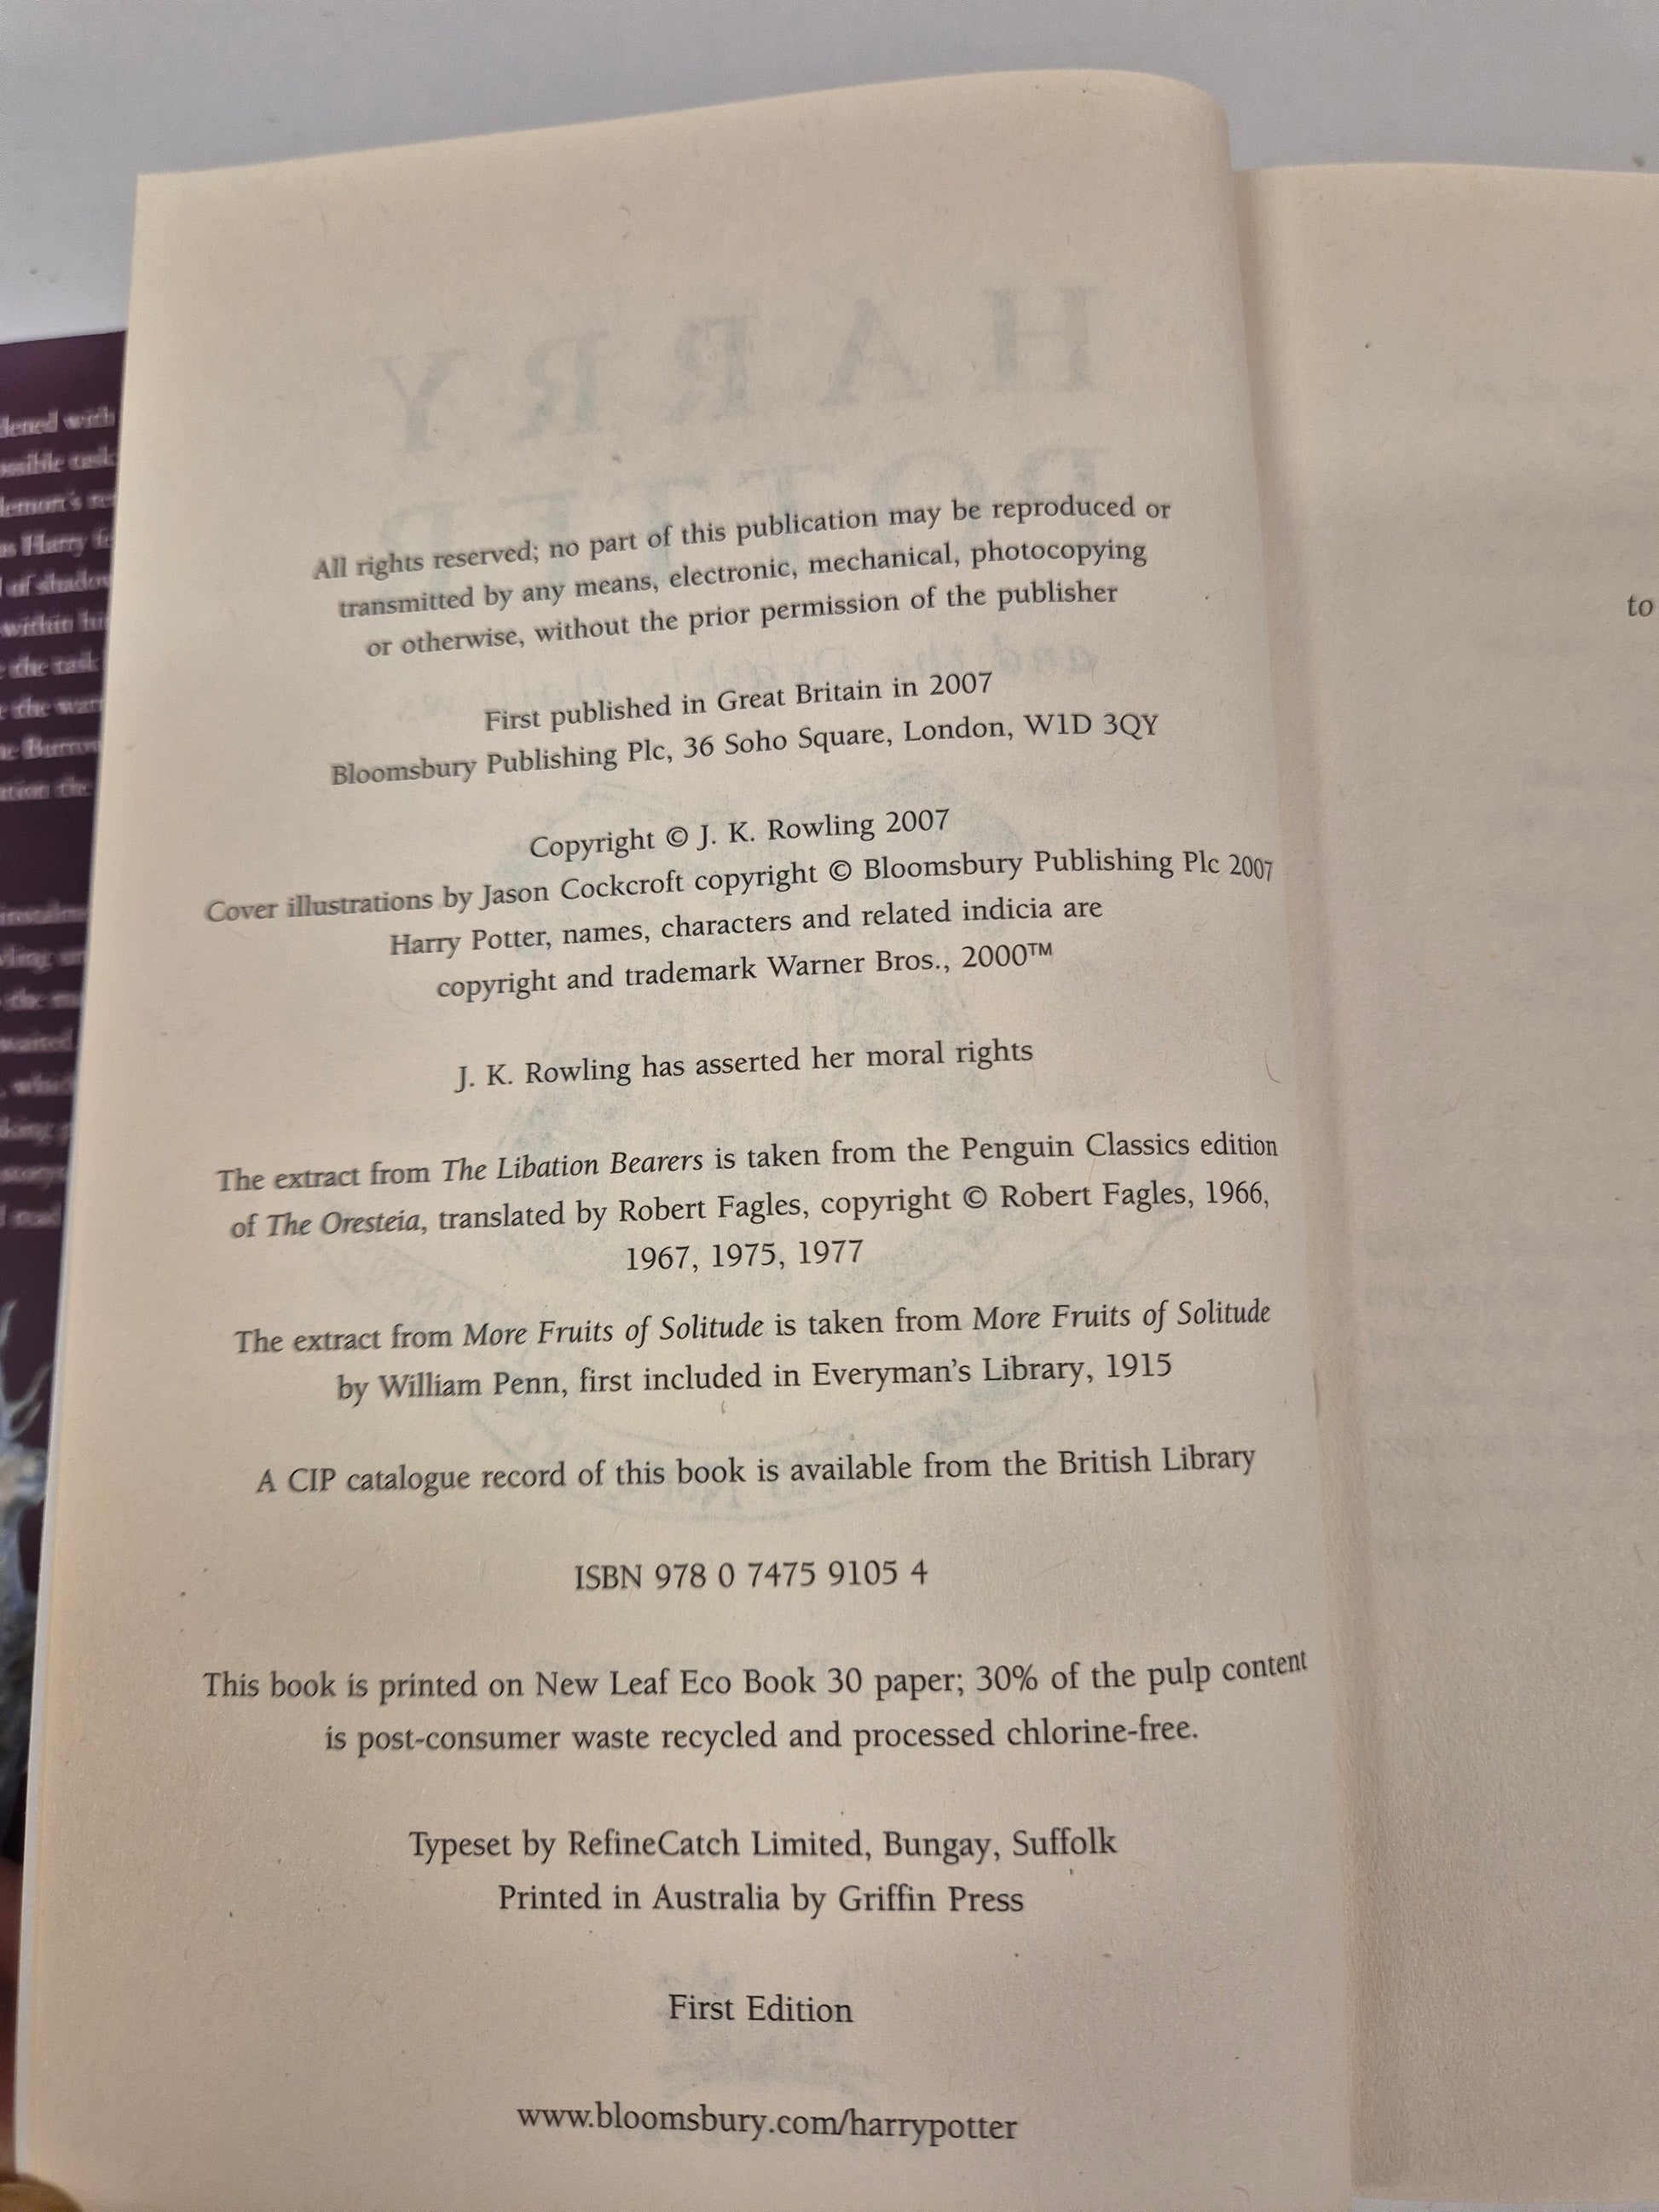 All rights reserved; no part of this publication may be reproduced or
transmitted by any means, electronic, mechanical, photocopying
or otherwise, without the prior permission of the publisher
First published in Great Britain in 2007
Bloomsbury Publishing Plc, 36 Soho Square, London, W1D 3QY
Copyright © J. K. Rowling 2007
Cover illustrations by Jason Cockcroft copyright © Bloomsbury Publishing Plc 2007
Harry Potter, names, characters and related indicia are
copyright and trademark Warner Bros., 2000™
J. K. Rowling has asserted her moral rights
The extract from The Libation Bearers is taken from the Penguin Classics edition
of The Oresteia, translated by Robert Fagles, copyright © Robert Fagles, 1966,
1967, 1975, 1977
The extract from More Fruits of Solitude is taken from More Fruits of Solitude
by William Penn, first included in Everyman's Library, 1915
A CIP catalogue record of this book is available from the British Library
ISBN 978 0 7475 9105 4
This book is printed on New Leaf Eco Book 30 paper; 30% of the pulp content
is post-consumer waste recycled and processed chlorine-free.
Typeset by RefineCatch Limited, Bungay, Suffolk
Printed in Australia by Griffin Press
First Edition
www.bloomsbury.com/harrypotter
to